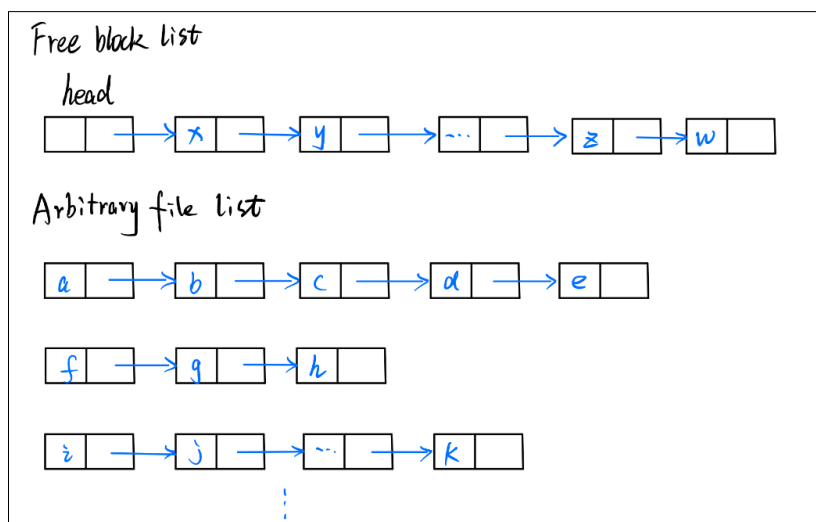 Free block list
head
x y ... z w
Arbitrary file list
a b c d e
f g h
i j ... k